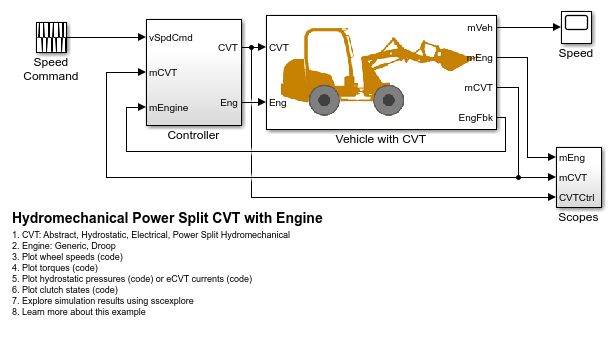 Speed
Command
vSpdCmd
mCVT
mEngine
CVT
Eng
Controller
CVT
Eng
mVeh
mEng
mCVT
EngFbk
Vehicle with CVT
Speed
mEng
mCVT
CVTCtrl
Scopes
Hydromechanical Power Split CVT with Engine
1. CVT: Abstract, Hydrostatic, Electrical, Power Split Hydromechanical
2. Engine: Generic, Droop
3. Plot wheel speeds (code)
4. Plot torques (code)
5. Plot hydrostatic pressures (code) or eCVT currents (code)
6. Plot clutch states (code)
7. Explore simulation results using sscexplore
8. Learn more about this example